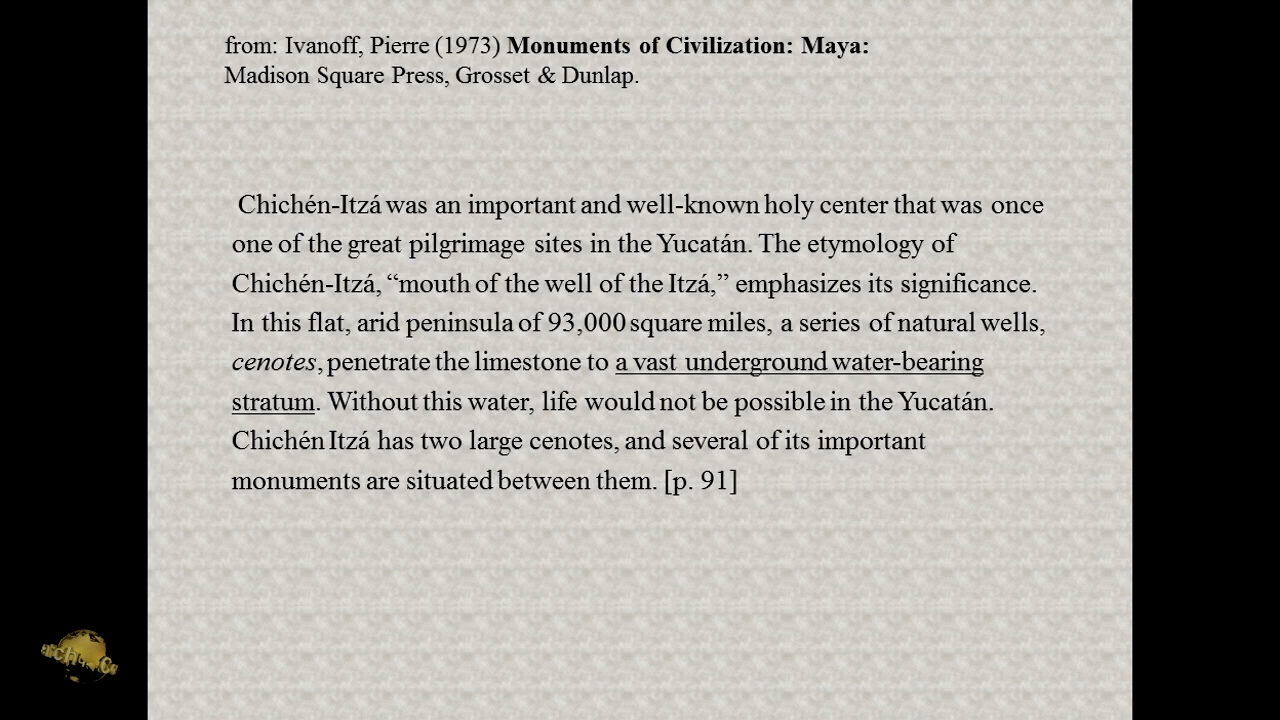 from: Ivanoff, Pierre (1973) Monuments of Civilization: Maya:
Madison Square Press, Grosset & Dunlap.
Chichén-Itzá was an important and well-known holy center that was once
one of the great pilgrimage sites in the Yucatán. The etymology of
Chichén-Itzá, “mouth of the well of the Itzá,” emphasizes its significance.
In this flat, arid peninsula of 93,000 square miles, a series of natural wells,
cenotes, penetrate the limestone to a vast underground water-bearing
stratum. Without this water, life would not be possible in the Yucatán.
Chichén Itzá has two large cenotes, and several of its important
monuments are situated between them. [p. 91]